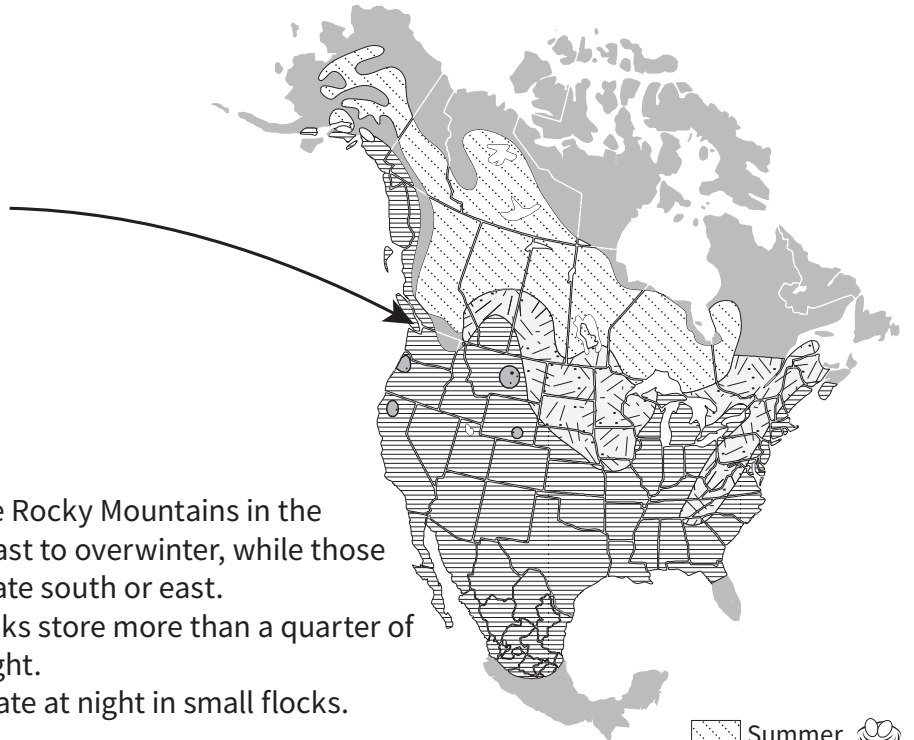 e Rocky Mountains in the
ast to overwinter, while those
ate south or east.
ks store more than a quarter of
ght.
ate at night in small flocks.
Summer